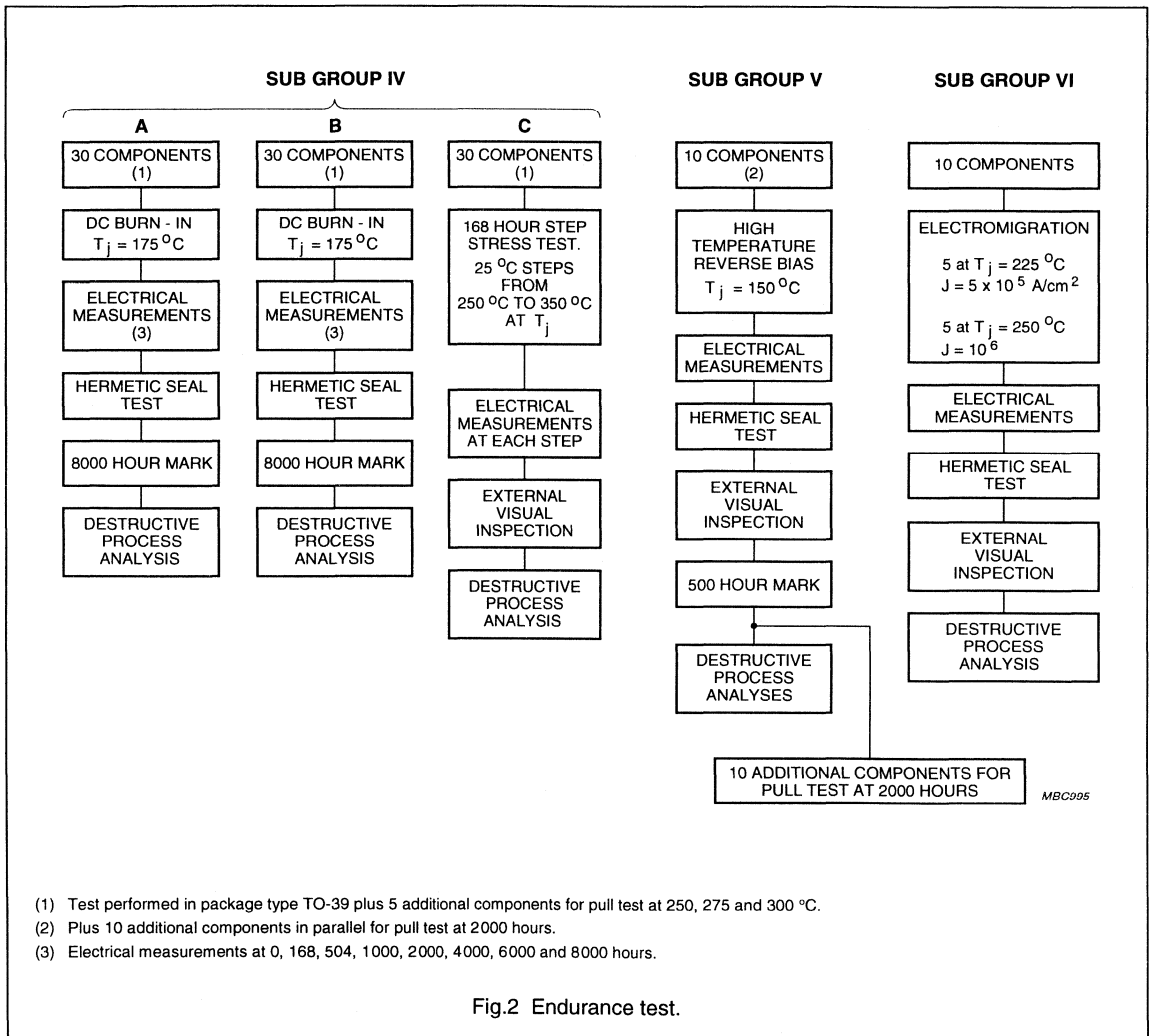 SUB GROUP IV
A
30 COMPONENTS
(1)
DC BURN - IN
Tj = 175 °C
ELECTRICAL
MEASUREMENTS
(3)
HERMETIC SEAL
TEST
8000 HOUR MARK
DESTRUCTIVE
PROCESS
ANALYSIS
B
30 COMPONENTS
(1)
DC BURN - IN
Tj = 175 °C
ELECTRICAL
MEASUREMENTS
(3)
HERMETIC SEAL
TEST
8000 HOUR MARK
DESTRUCTIVE
PROCESS
ANALYSIS
C
30 COMPONENTS
(1)
168 HOUR STEP
STRESS TEST.
25 °C STEPS
FROM
250 °C TO 350 °C
AT Tj
ELECTRICAL
MEASUREMENTS
AT EACH STEP
EXTERNAL
VISUAL
INSPECTION
DESTRUCTIVE
PROCESS
ANALYSIS
SUB GROUP V
10 COMPONENTS
(2)
HIGH
TEMPERATURE
REVERSE BIAS
Tj = 150 °C
ELECTRICAL
MEASUREMENTS
HERMETIC SEAL
TEST
EXTERNAL
VISUAL
INSPECTION
500 HOUR MARK
DESTRUCTIVE
PROCESS
ANALYSES
10 ADDITIONAL COMPONENTS FOR
PULL TEST AT 2000 HOURS
SUB GROUP VI
10 COMPONENTS
ELECTROMIGRATION
5 at Tj = 225 °C
J = 5 x 10⁵ A/cm²
5 at Tj = 250 °C
J = 10⁶
ELECTRICAL
MEASUREMENTS
HERMETIC SEAL
TEST
EXTERNAL
VISUAL
INSPECTION
DESTRUCTIVE
PROCESS
ANALYSIS
MBC995
(1) Test performed in package type TO-39 plus 5 additional components for pull test at 250, 275 and 300 °C.
(2) Plus 10 additional components in parallel for pull test at 2000 hours.
(3) Electrical measurements at 0, 168, 504, 1000, 2000, 4000, 6000 and 8000 hours.
Fig.2 Endurance test.